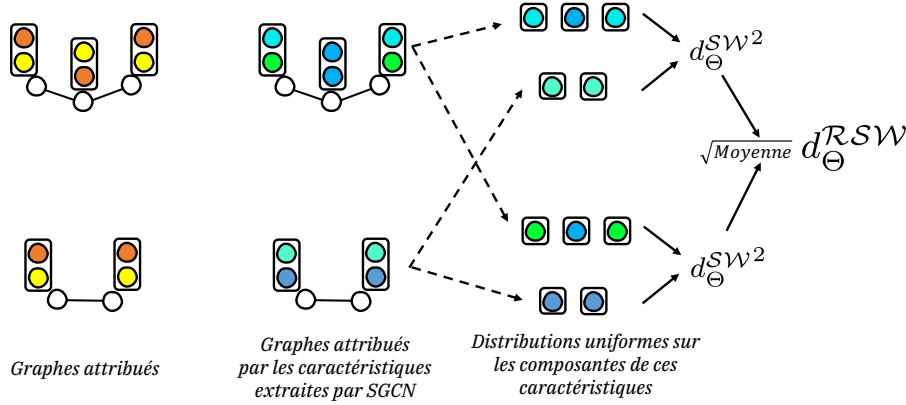 d_Θ^{SW^2}
√Moyenne d_Θ^{RSW}
d_Θ^{SW^2}
Graphes attribués
Graphes attribués
par les caractéristiques
extraites par SGCN
Distributions uniformes sur
les composantes de ces
caractéristiques